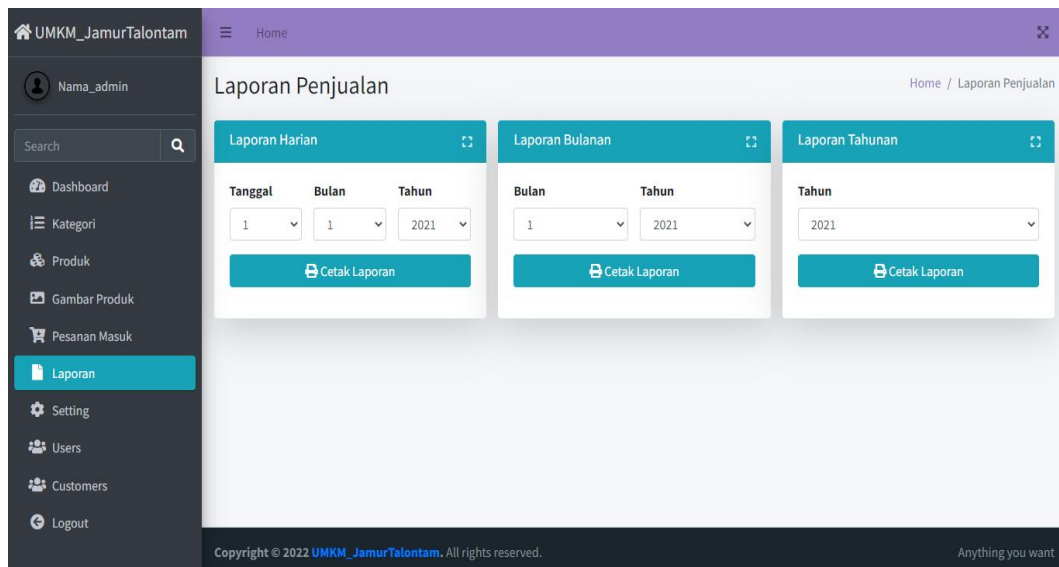 UMKM_JamurTalontam
Home
Nama_admin
Laporan Penjualan
Home / Laporan Penjualan
Search
Dashboard
Kategori
Produk
Gambar Produk
Pesanan Masuk
Laporan
Setting
Users
Customers
Logout
Laporan Harian
Tanggal Bulan Tahun
1 1 2021
Cetak Laporan
Laporan Bulanan
Bulan Tahun
1 2021
Cetak Laporan
Laporan Tahunan
Tahun
2021
Cetak Laporan
Copyright © 2022 UMKM_JamurTalontam. All rights reserved.
Anything you want